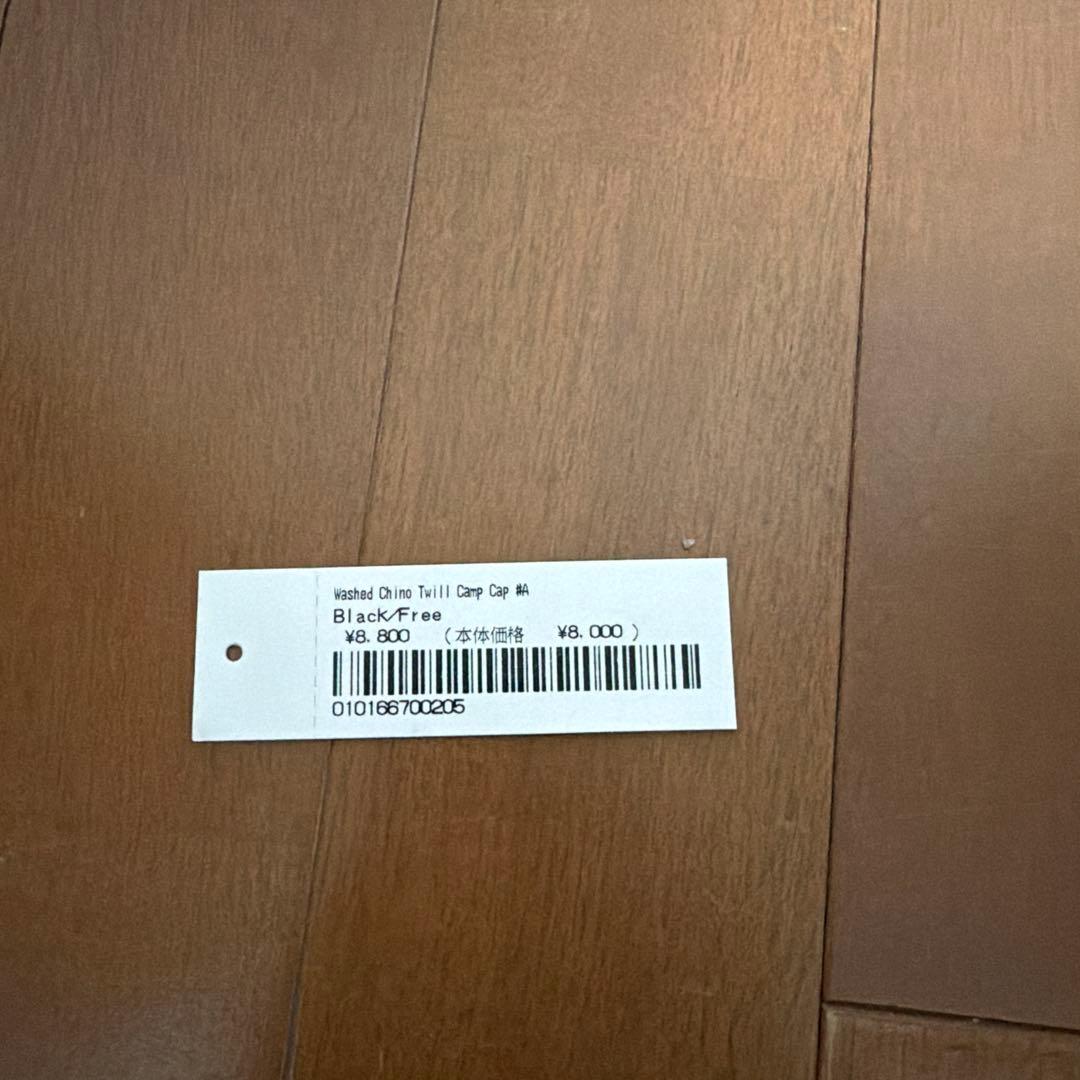 Washed Chino Twill Camp Cap #A
Black/Free
¥8,800 (本体価格 ¥8,000)
010166700205